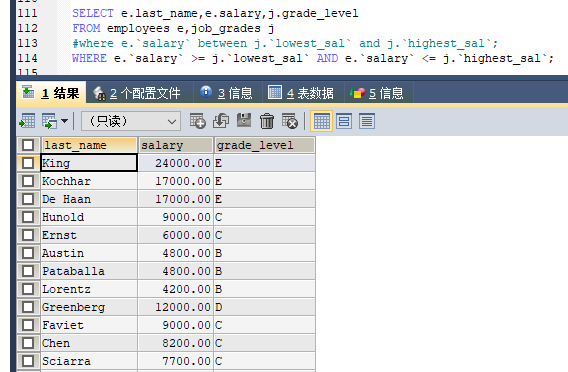 111
112 SELECT e.last_name,e.salary,j.grade_level
112 FROM employees e,job_grades j
113 #where e.`salary` between j.`lowest_sal` and j.`highest_sal`;
114 WHERE e.`salary` >= j.`lowest_sal` AND e.`salary` <= j.`highest_sal`;
115
1 结果 2 个配置文件 3 信息 4 表数据 5 信息
（只读）
last_name salary grade_level
King 24000.00 E
Kochhar 17000.00 E
De Haan 17000.00 E
Hunold 9000.00 C
Ernst 6000.00 C
Austin 4800.00 B
Pataballa 4800.00 B
Lorentz 4200.00 B
Greenberg 12000.00 D
Faviet 9000.00 C
Chen 8200.00 C
Sciarra 7700.00 C